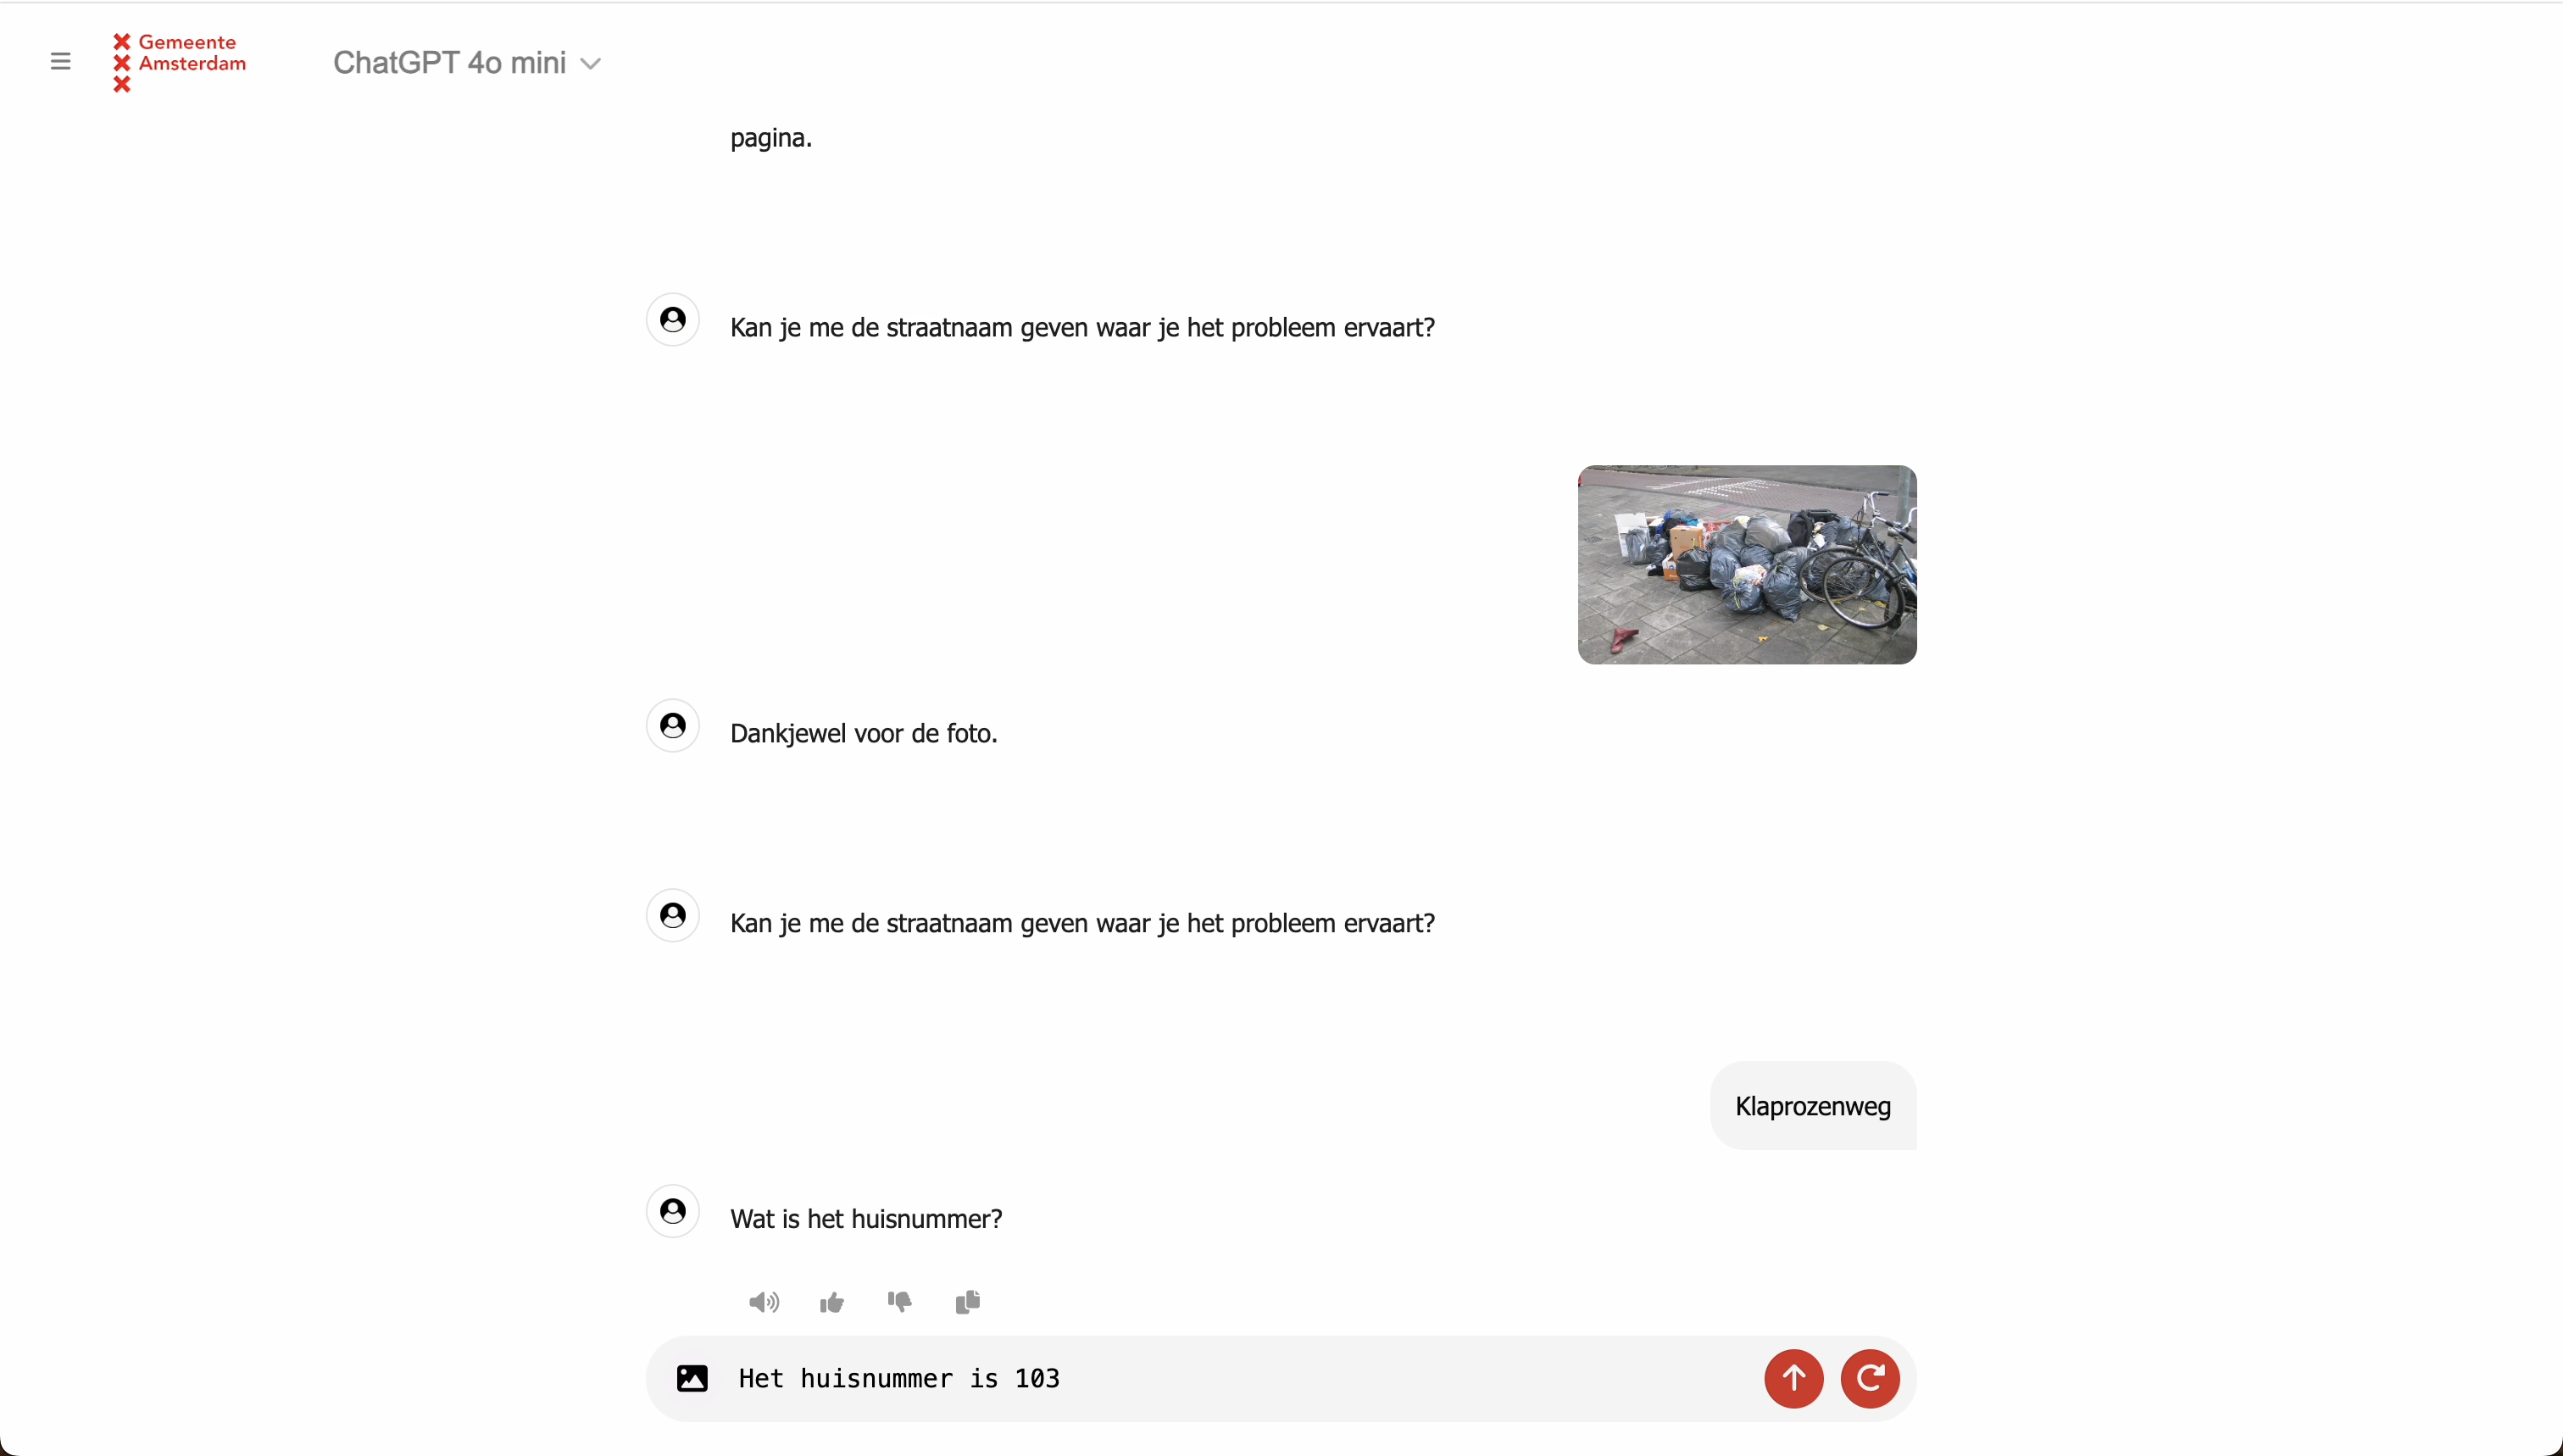 Gemeente
Amsterdam
ChatGPT 4o mini
pagina.
Kan je me de straatnaam geven waar je het probleem ervaart?
Dankjewel voor de foto.
Kan je me de straatnaam geven waar je het probleem ervaart?
Klaprozenweg
Wat is het huisnummer?
Het huisnummer is 103